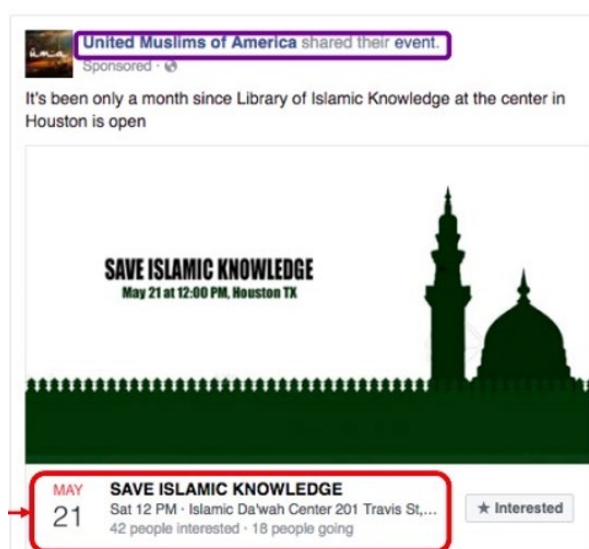 United Muslims of America shared their event.
Sponsored ·
It's been only a month since Library of Islamic Knowledge at the center in
Houston is open
SAVE ISLAMIC KNOWLEDGE
May 21 at 12:00 PM, Houston TX
MAY
21
SAVE ISLAMIC KNOWLEDGE
Sat 12 PM · Islamic Da'wah Center 201 Travis St,...
42 people interested · 18 people going
★ Interested